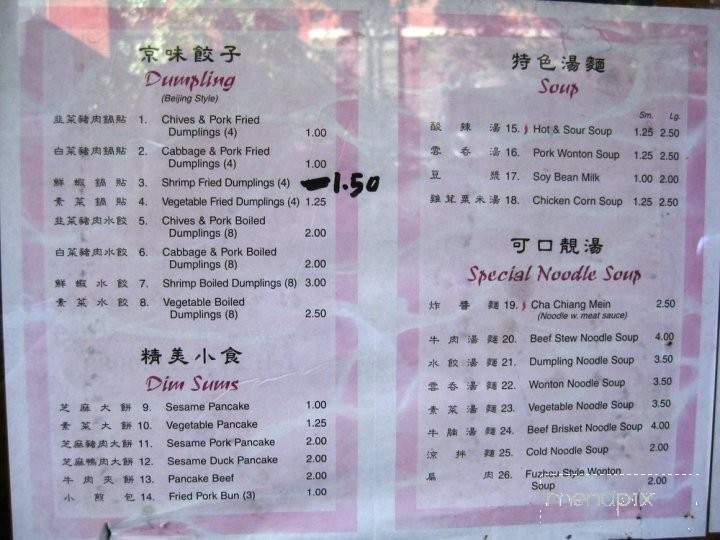 京味餃子
Dumpling
(Beijing Style)
韭菜豬肉鍋貼 1. Chives & Pork Fried
Dumplings (4) 1.00
白菜豬肉鍋貼 2. Cabbage & Pork Fried
Dumplings (4) 1.00
鮮蝦鍋貼 3. Shrimp Fried Dumplings (4) 1.50
素菜鍋貼 4. Vegetable Fried Dumplings (4) 1.25
韭菜豬肉水餃 5. Chives & Pork Boiled
Dumplings (8) 2.00
白菜豬肉水餃 6. Cabbage & Pork Boiled
Dumplings (8) 2.00
鮮蝦水餃 7. Shrimp Boiled Dumplings (8) 3.00
素菜水餃 8. Vegetable Boiled
Dumplings (8) 2.50
精美小食
Dim Sums
芝麻大餅 9. Sesame Pancake 1.00
素菜大餅 10. Vegetable Pancake 1.25
芝麻豬肉大餅 11. Sesame Pork Pancake 2.00
芝麻鴨肉大餅 12. Sesame Duck Pancake 2.00
牛肉夾餅 13. Pancake Beef 2.00
小煎包 14. Fried Pork Bun (3) 1.00
特色湯麵
Soup
Sm. Lg.
酸辣湯 15. Hot & Sour Soup 1.25 2.50
雲吞湯 16. Pork Wonton Soup 1.25 2.50
豆漿 17. Soy Bean Milk 1.00 2.00
雞茸粟米湯 18. Chicken Corn Soup 1.25 2.50
可口靚湯
Special Noodle Soup
炸醬麵 19. Cha Chiang Mein 2.50
(Noodle w. meat sauce)
牛肉湯麵 20. Beef Stew Noodle Soup 4.00
水餃湯麵 21. Dumpling Noodle Soup 3.50
雲吞湯麵 22. Wonton Noodle Soup 3.50
素菜湯麵 23. Vegetable Noodle Soup 3.50
牛腩湯麵 24. Beef Brisket Noodle Soup 4.00
涼拌麵 25. Cold Noodle Soup 2.00
扁肉 26. Fuzhou Style Wonton
Soup 2.00
menupix